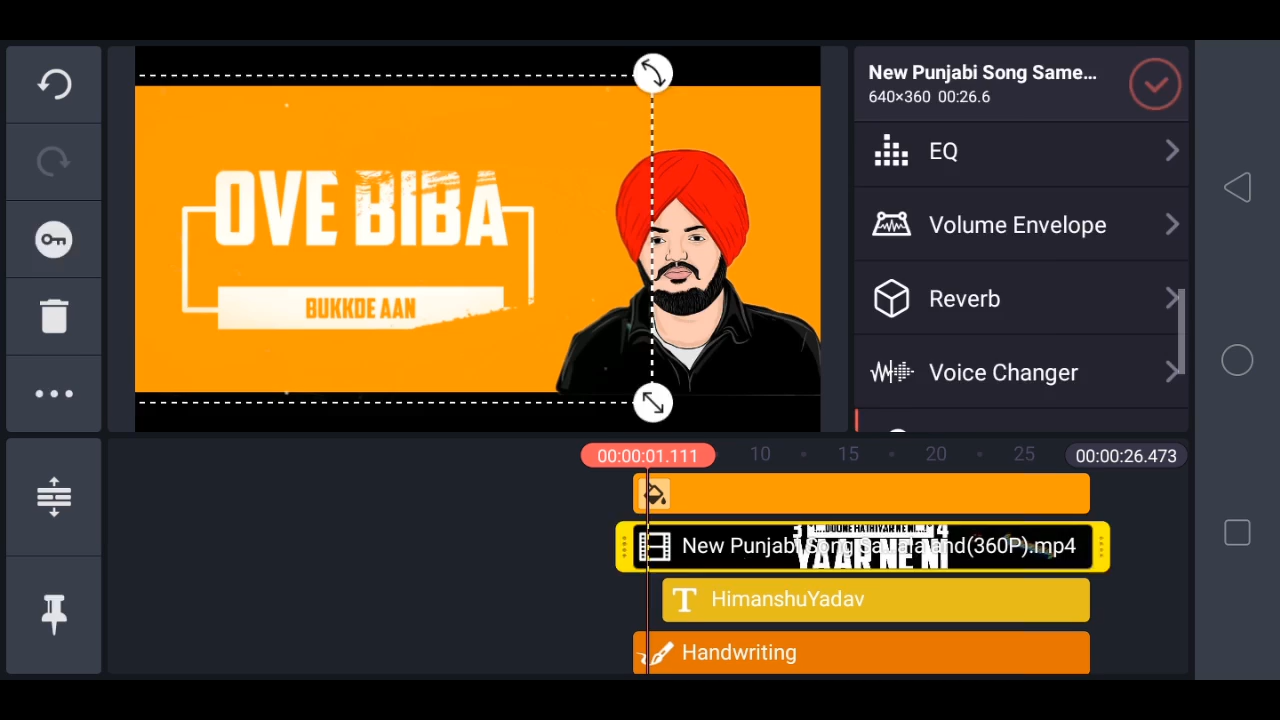 New Punjabi Song Same...
640×360 00:26.6
EQ
Volume Envelope
Reverb
Voice Changer
OVE BIBA
BUKKDE AAN
00:00:01.111
10
15
20
25
00:00:26.473
New Punjabi Song
and(360P).mp4
YAAR NE NI
T HimanshuYadav
Handwriting